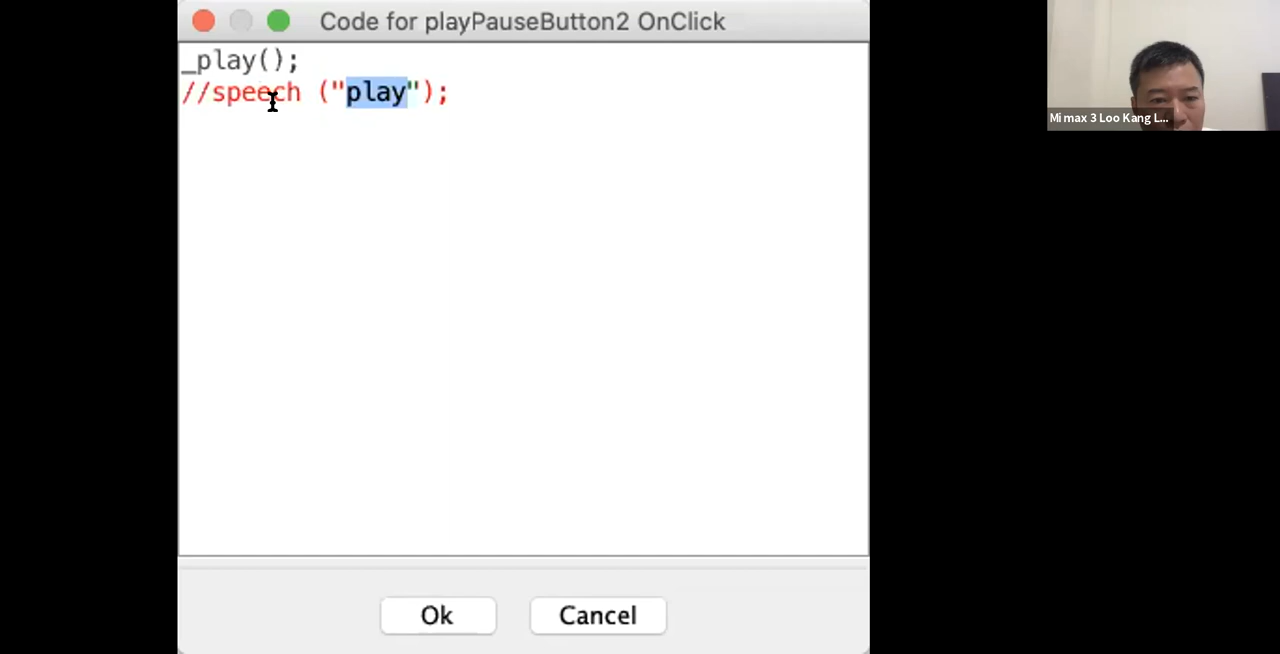 Code for playPauseButton2 OnClick
_play();
//speech ("play");
Mi max 3 Loo Kang L...
Ok
Cancel